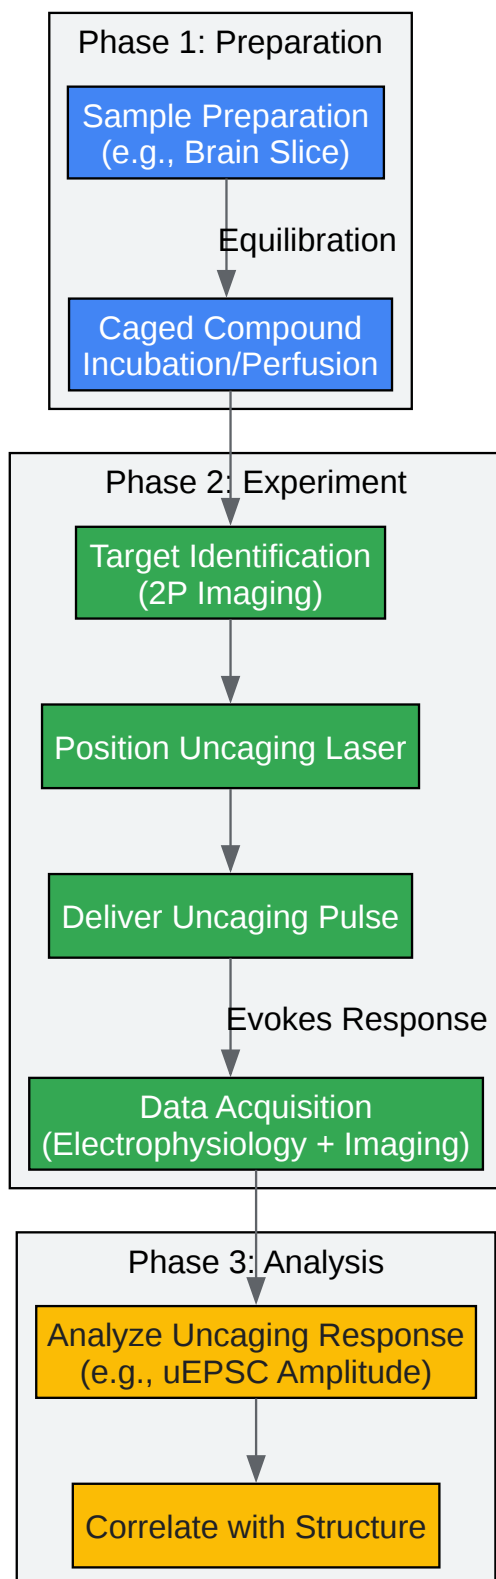 Phase 1: Preparation
Sample Preparation
(e.g., Brain Slice)
Equilibration
Caged Compound
Incubation/Perfusion
Phase 2: Experiment
Target Identification
(2P Imaging)
Position Uncaging Laser
Deliver Uncaging Pulse
Evokes Response
Data Acquisition
(Electrophysiology + Imaging)
Phase 3: Analysis
Analyze Uncaging Response
(e.g., uEPSC Amplitude)
Correlate with Structure